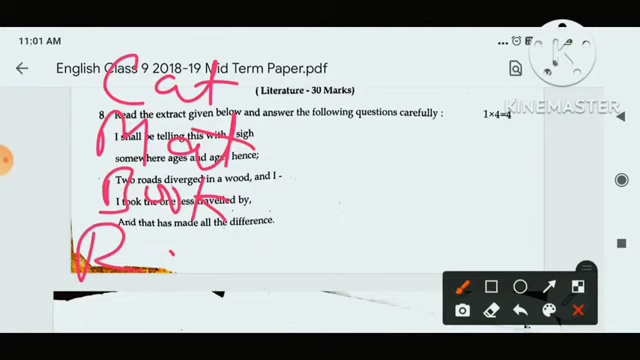 11:01 AM
KINEMASTER
English Class 9 2018-19 Mid Term Paper.pdf
( Literature - 30 Marks)
8. Read the extract given below and answer the following questions carefully : 1×4=4
I shall be telling this with a sigh
somewhere ages and ages hence;
Two roads diverged in a wood, and I -
I took the one less travelled by,
And that has made all the difference.
Cat
Mat
Book
R